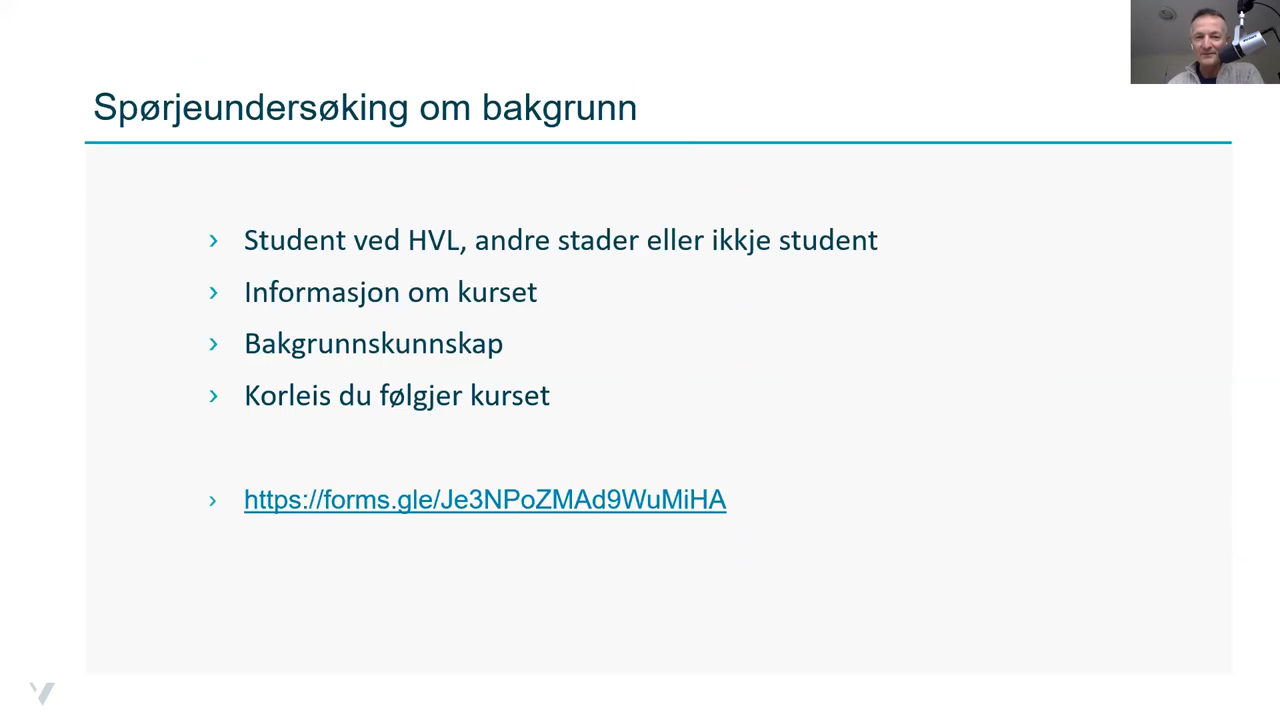 Spørjeundersøking om bakgrunn
› Student ved HVL, andre stader eller ikkje student
› Informasjon om kurset
› Bakgrunnskunnskap
› Korleis du følgjer kurset
› https://forms.gle/Je3NPoZMAd9WuMiHA